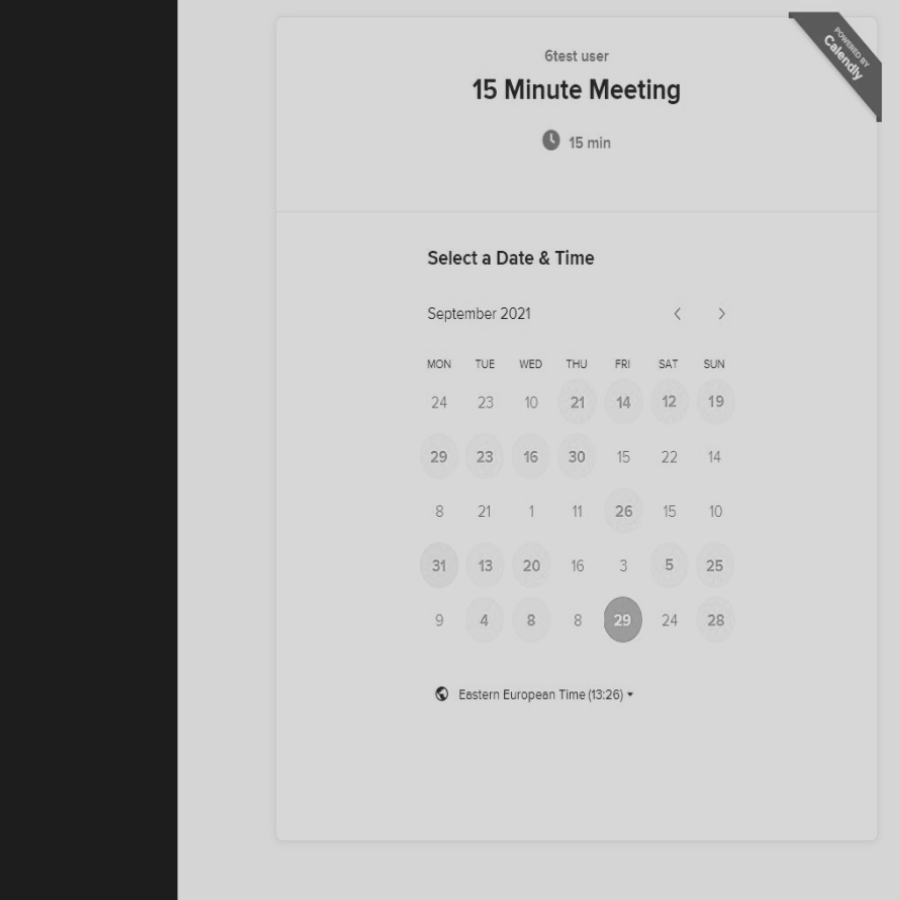 POWERED BY
Calendly
6test user
15 Minute Meeting
15 min
Select a Date & Time
September 2021
MON TUE WED THU FRI SAT SUN
24 23 10 21 14 12 19
29 23 16 30 15 22 14
8 21 1 11 26 15 10
31 13 20 16 3 5 25
9 4 8 8 29 24 28
Eastern European Time (13:26)